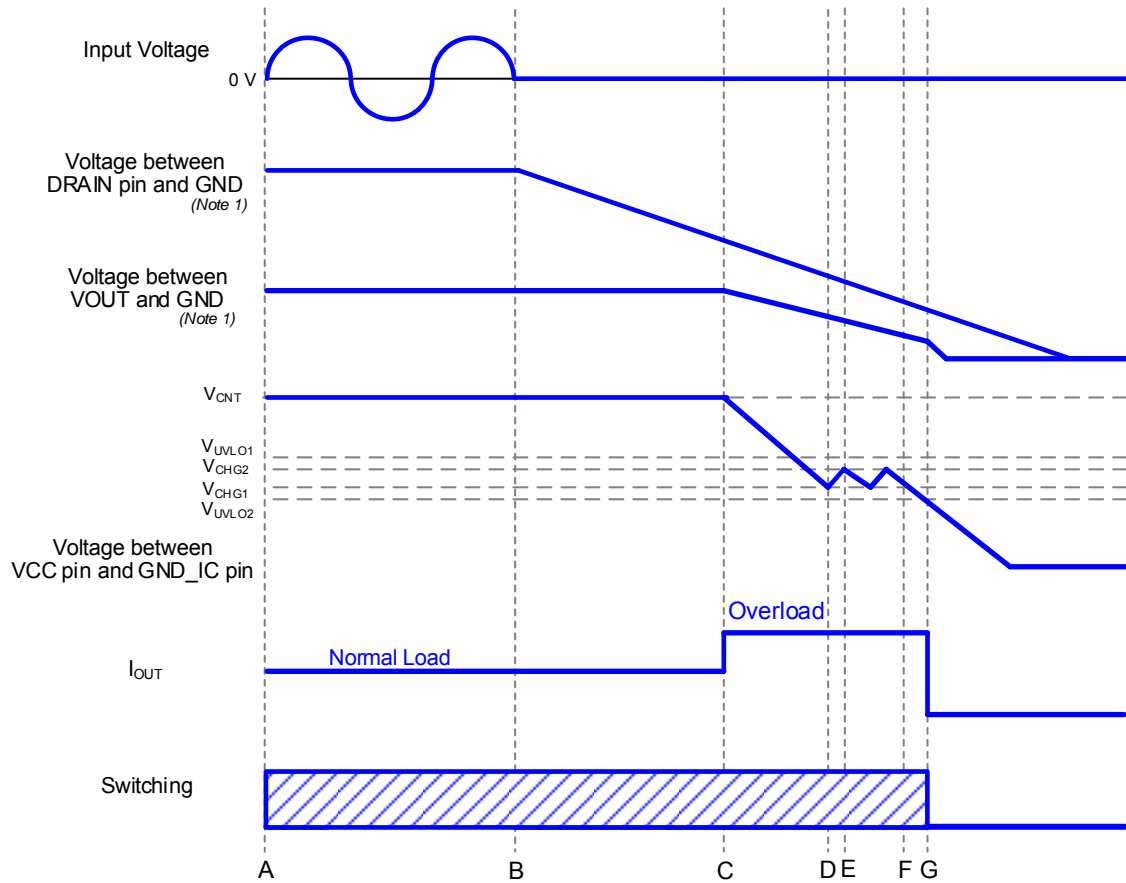 Input Voltage
0 V
Voltage between
DRAIN pin and GND
(Note 1)
Voltage between
VOUT and GND
(Note 1)
VCNT
VUVLO1
VCHG2
VCHG1
VUVLO2
Voltage between
VCC pin and GND_IC pin
Overload
Normal Load
IOUT
Switching
A B C D E F G